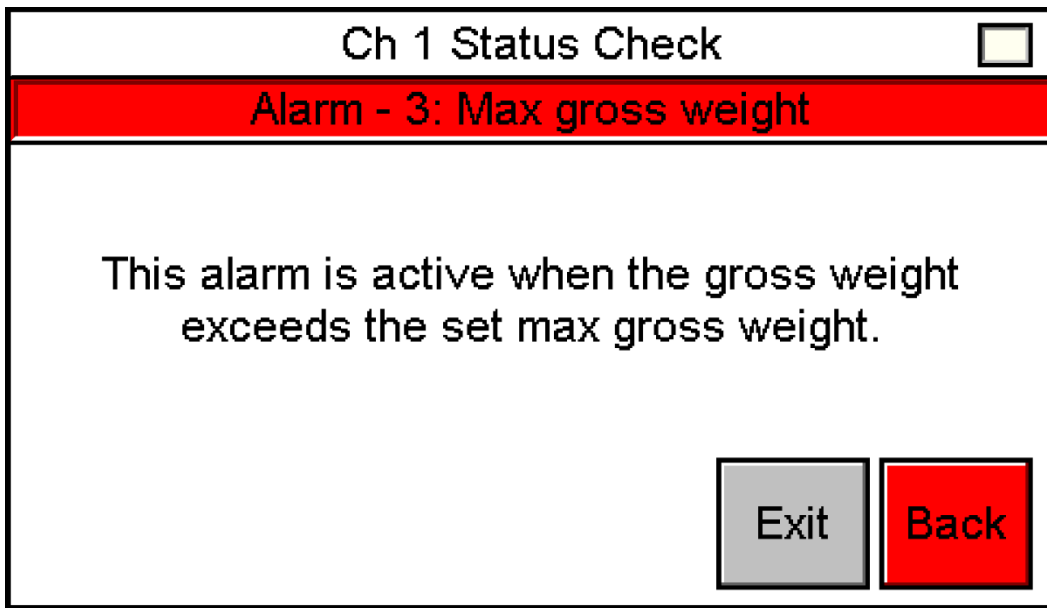 Ch 1 Status Check
Alarm - 3: Max gross weight
This alarm is active when the gross weight
exceeds the set max gross weight.
Exit
Back